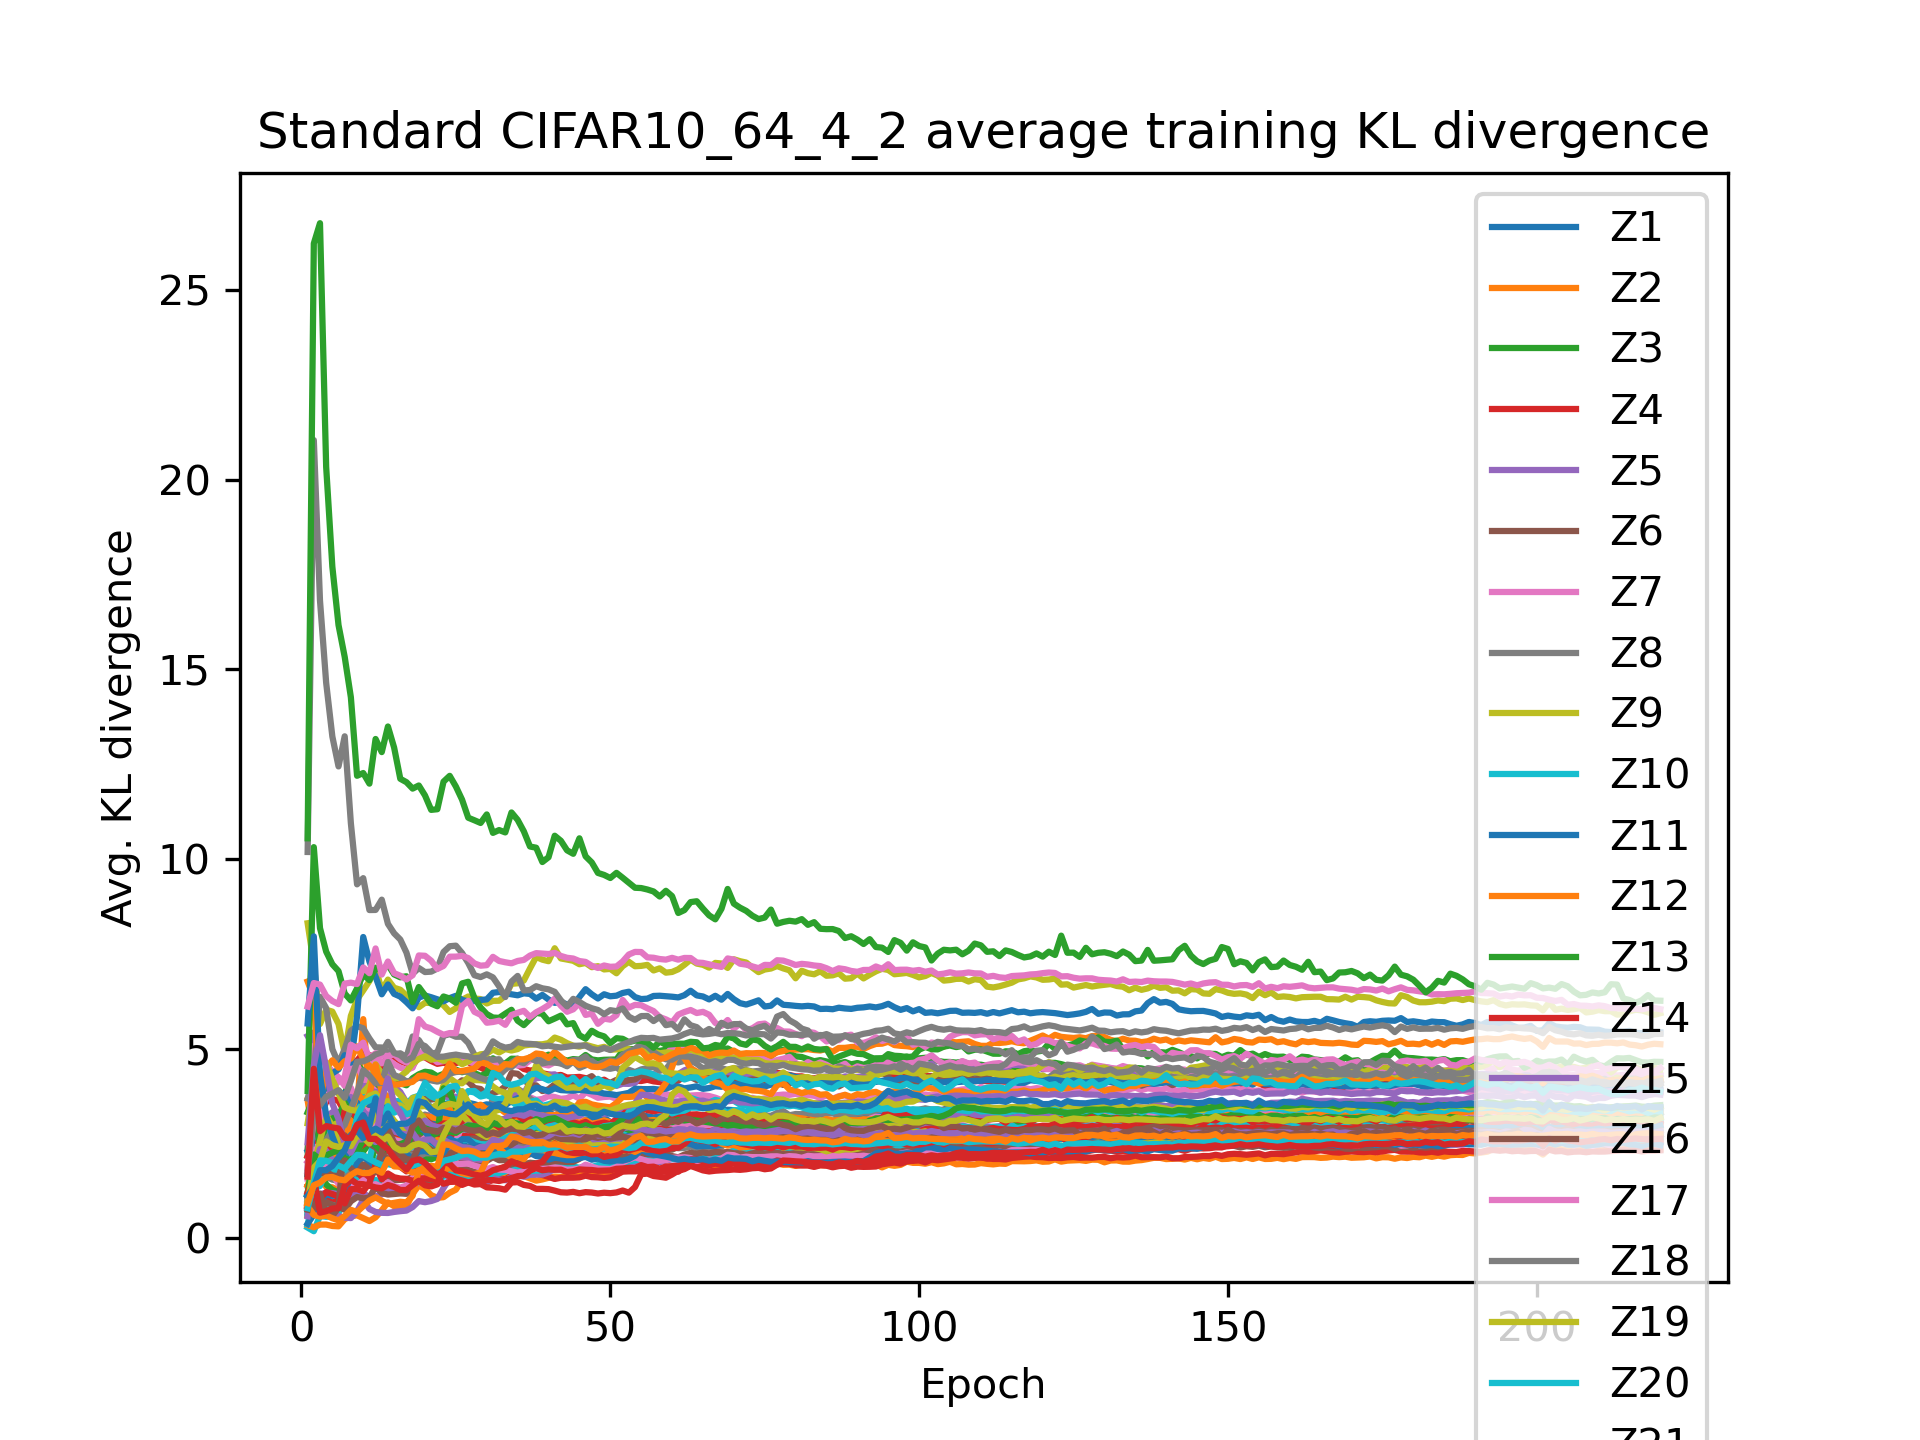 Standard CIFAR10_64_4_2 average training KL divergence
Avg. KL divergence
25
20
15
10
5
0
0 50 100 150 200
Epoch
Z1
Z2
Z3
Z4
Z5
Z6
Z7
Z8
Z9
Z10
Z11
Z12
Z13
Z14
Z15
Z16
Z17
Z18
Z19
Z20
Z21